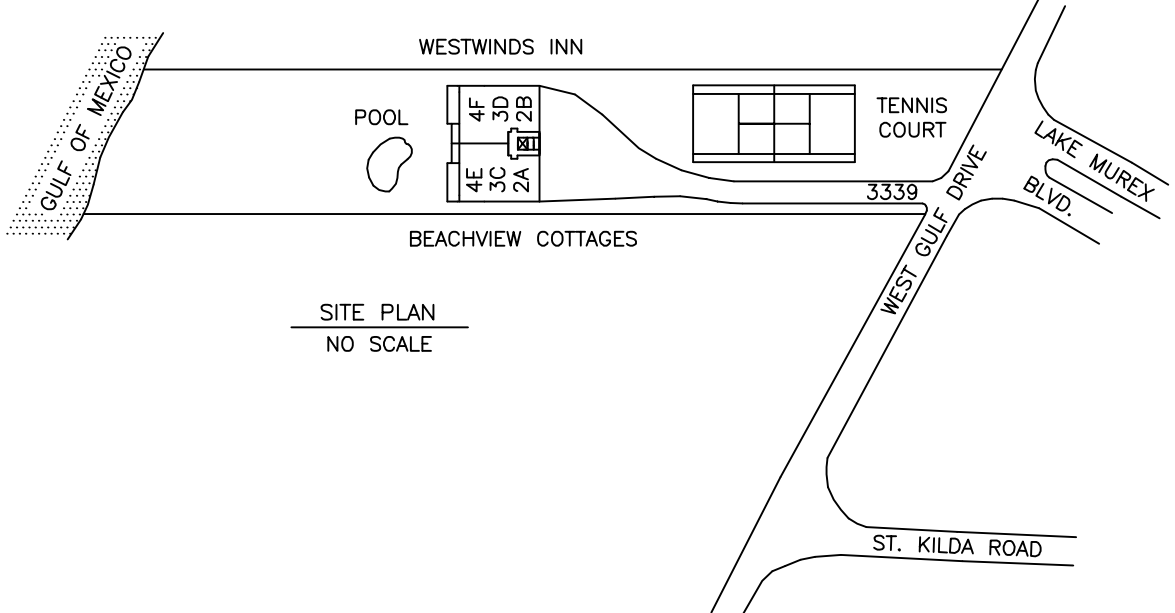 WESTWINDS INN
GULF OF MEXICO
POOL
4F
3D
2B
4E
3C
2A
TENNIS
COURT
LAKE MUREX
BLVD.
3339
WEST GULF DRIVE
BEACHVIEW COTTAGES
SITE PLAN
NO SCALE
ST. KILDA ROAD